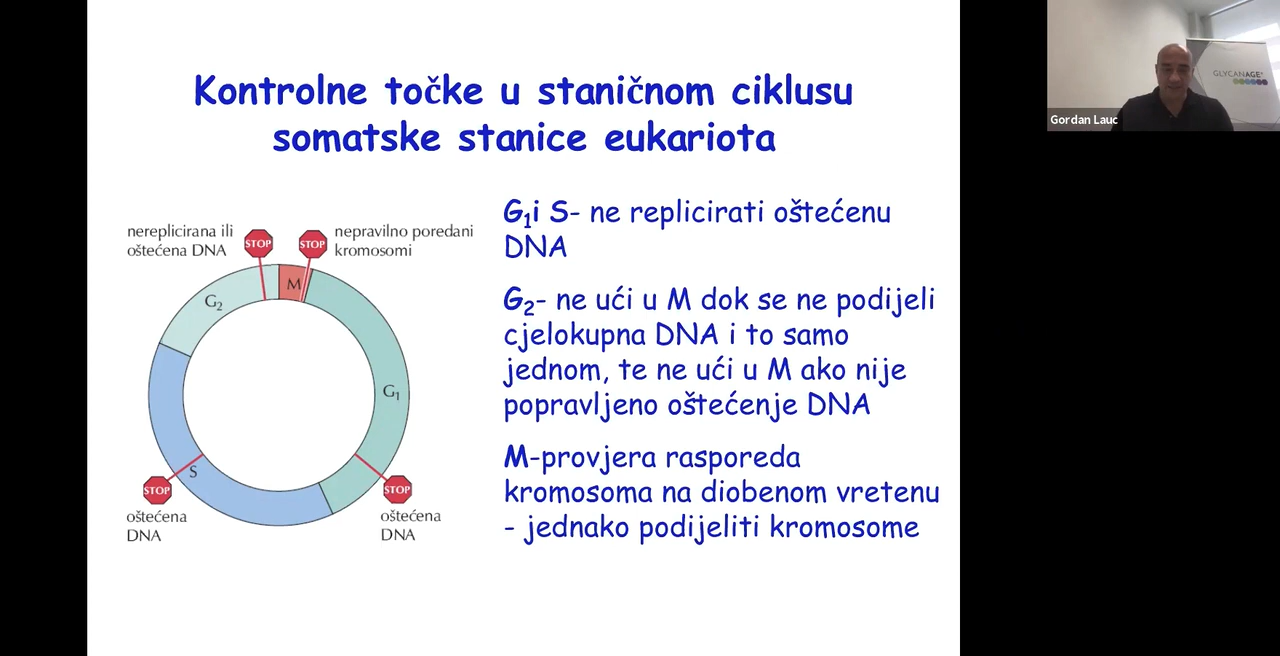 Kontrolne točke u staničnom ciklusu
somatske stanice eukariota
nereplicirana ili
oštećena DNA
STOP
STOP
nepravilno poredani
kromosomi
M
G₂
G₁
S
STOP
oštećena
DNA
STOP
oštećena
DNA
G₁i S- ne replicirati oštećenu
DNA
G₂- ne ući u M dok se ne podijeli
cjelokupna DNA i to samo
jednom, te ne ući u M ako nije
popravljeno oštećenje DNA
M-provjera rasporeda
kromosoma na diobenom vretenu
- jednako podijeliti kromosome
GLYCANAGE
Gordan Lauc